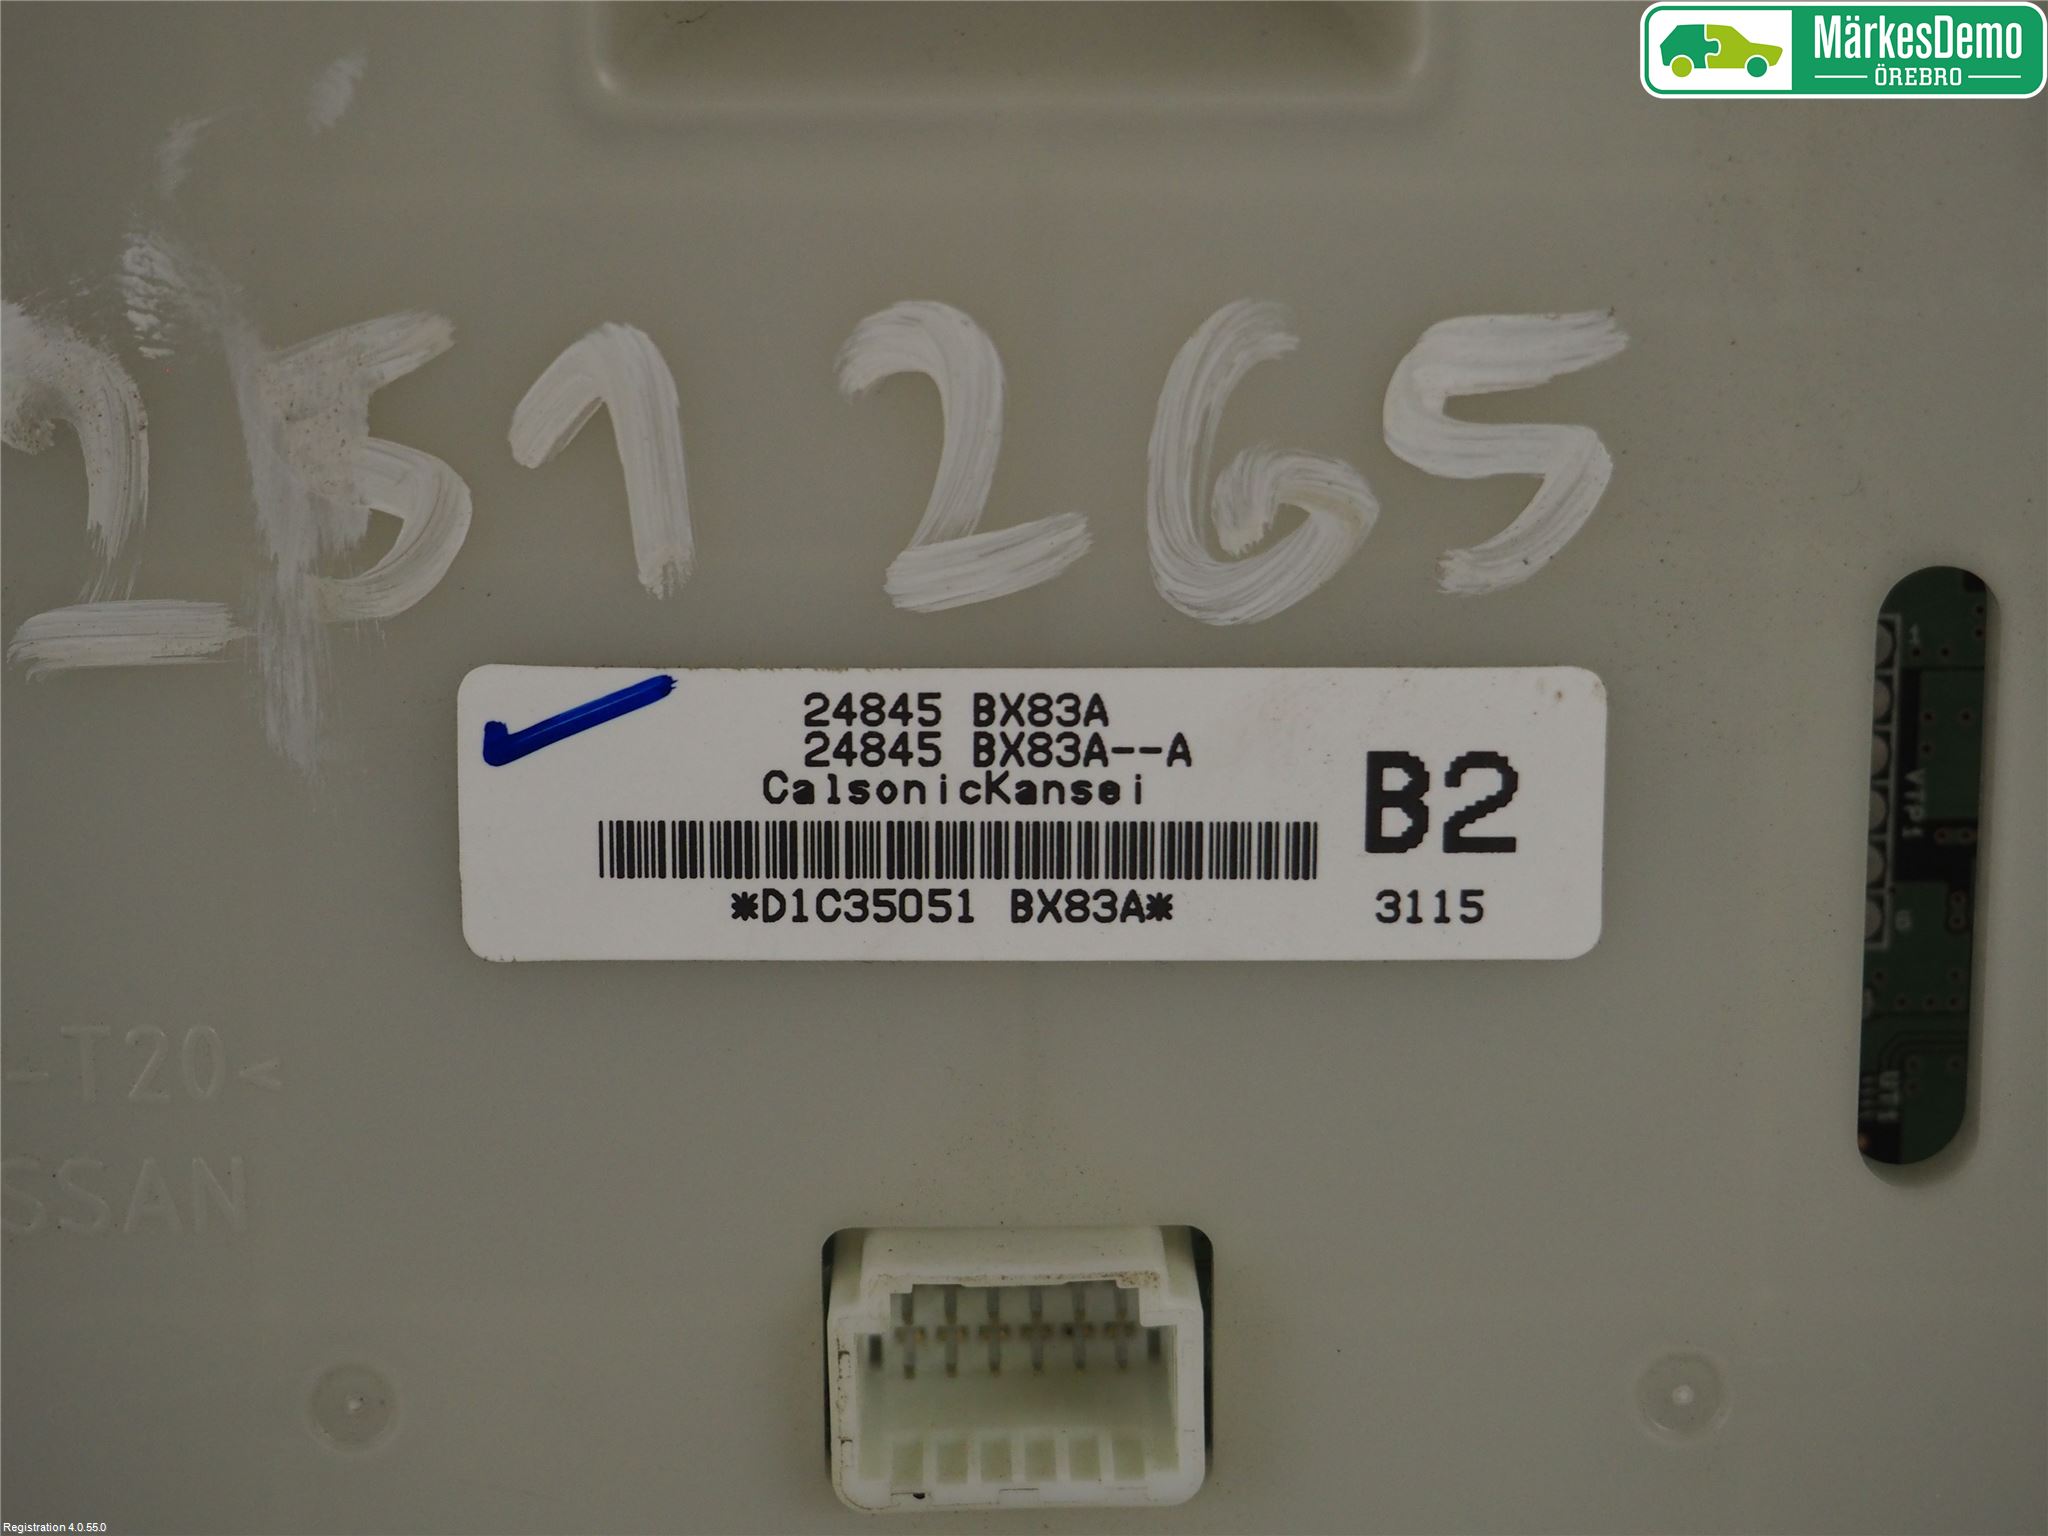 MärkesDemo
ÖREBRO
251265
24845 BX83A
24845 BX83A--A
CalsonicKansei
B2
*D1C35051 BX83A*
3115
VTP1
-T20<
SSAN
Registration 4.0.55.0